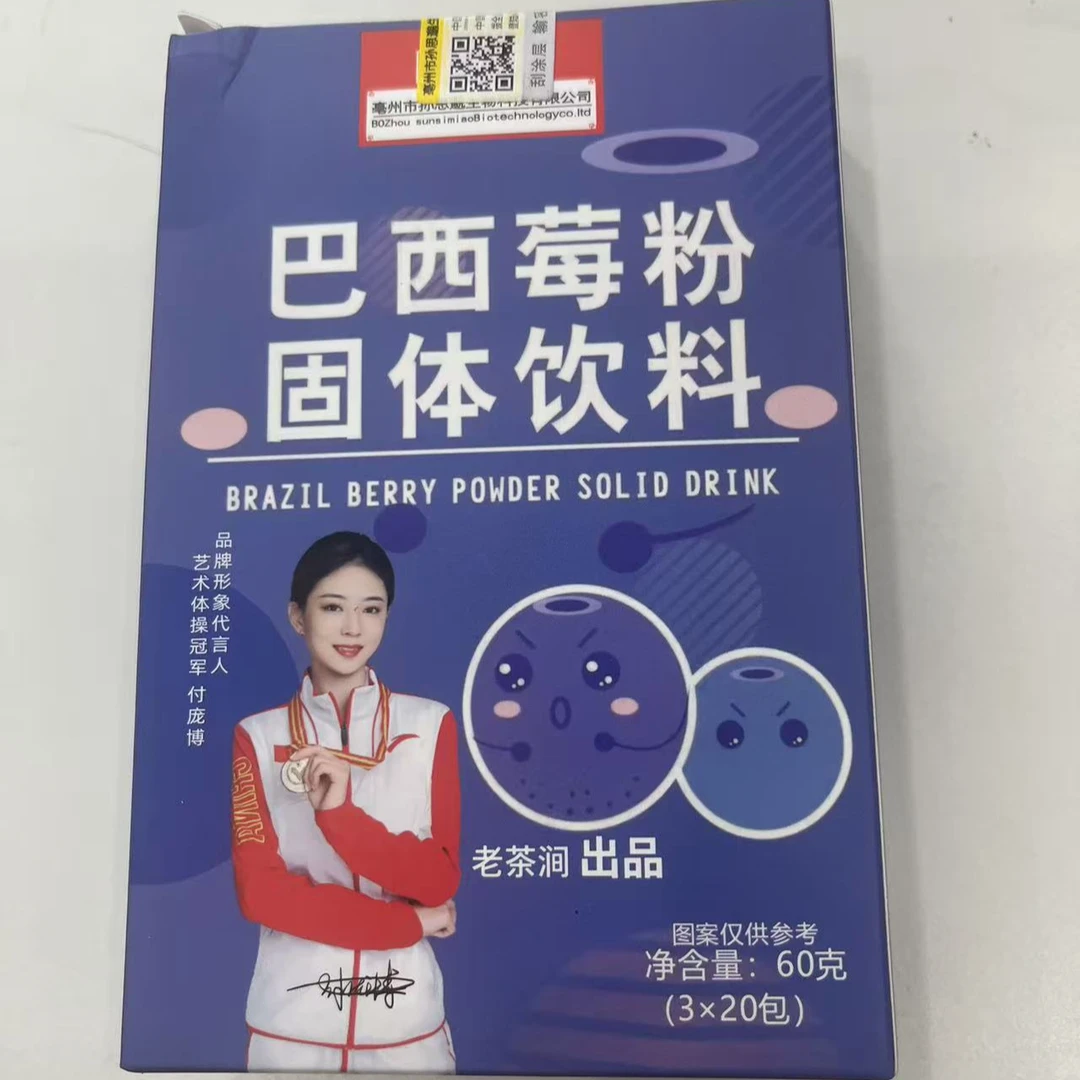 亳州市孙思邈生物科技有限公司
BOZhou sunsimiaoBiotechnologyco.ltd
巴西莓粉
固体饮料
BRAZIL BERRY POWDER SOLID DRINK
品牌形象代言人
艺术体操冠军 付庞博
CHINA
老茶涧 出品
图案仅供参考
净含量：60克
(3×20包)